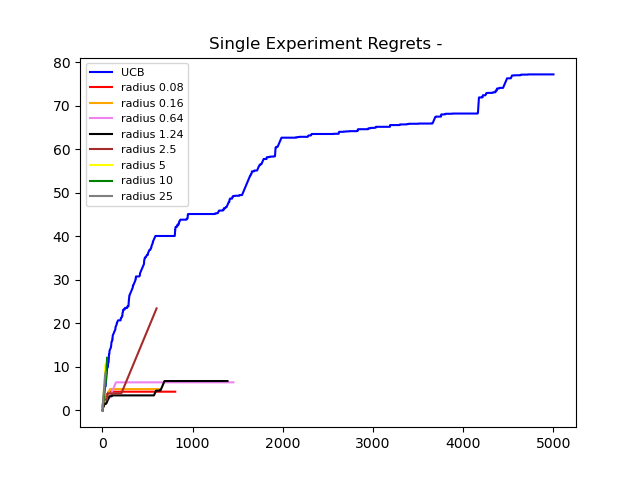 Single Experiment Regrets -
80
70
60
50
40
30
20
10
0
UCB
radius 0.08
radius 0.16
radius 0.64
radius 1.24
radius 2.5
radius 5
radius 10
radius 25
0 1000 2000 3000 4000 5000